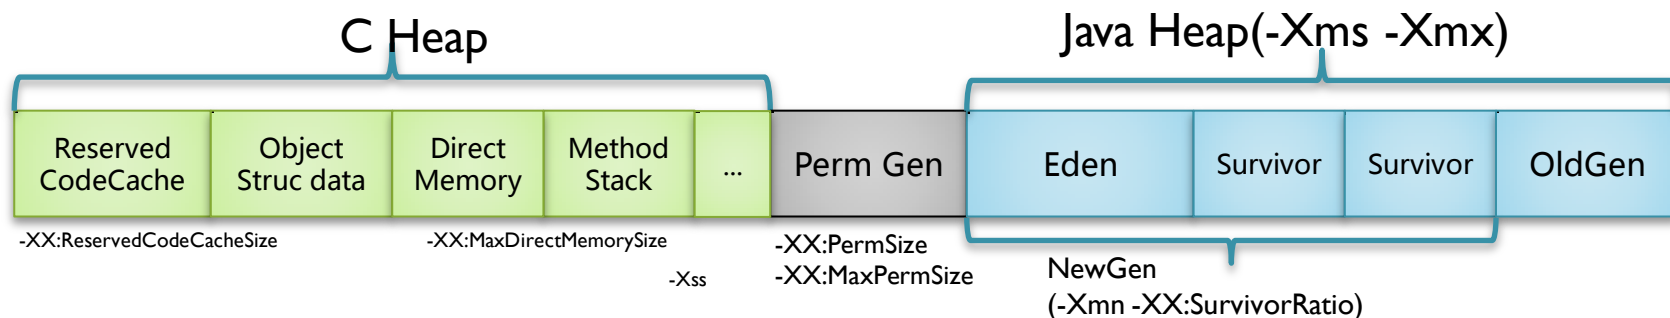 C Heap
Java Heap(-Xms -Xmx)
Reserved
CodeCache
Object
Struc data
Direct
Memory
Method
Stack
...
Perm Gen
Eden
Survivor
Survivor
OldGen
-XX:ReservedCodeCacheSize
-XX:MaxDirectMemorySize
-Xss
-XX:PermSize
-XX:MaxPermSize
NewGen
(-Xmn -XX:SurvivorRatio)